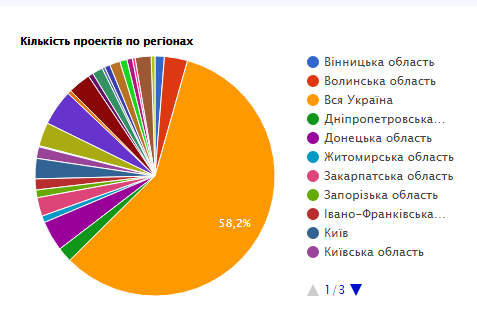 Кількість проектів по регіонах
Вінницька область
Волинська область
Вся Україна
Дніпропетровська...
Донецька область
Житомирська область
Закарпатська область
Запорізька область
Івано-Франківська...
Київ
Київська область
58,2%
1/3